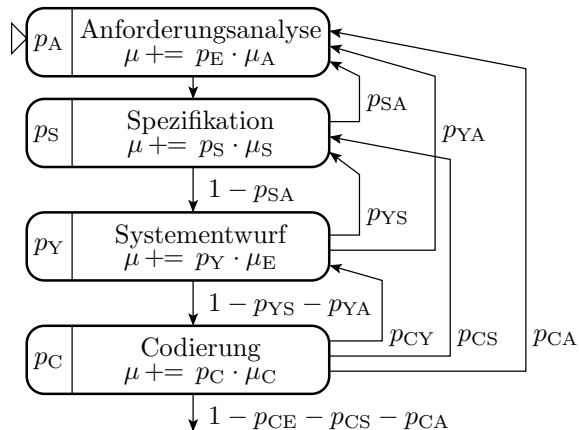 p_A
Anforderungsanalyse
μ += p_E · μ_A
p_SA
p_YA
p_S
Spezifikation
μ += p_S · μ_S
1 − p_SA
p_YS
p_Y
Systementwurf
μ += p_Y · μ_E
1 − p_YS − p_YA
p_CY
p_CS
p_CA
p_C
Codierung
μ += p_C · μ_C
1 − p_CE − p_CS − p_CA